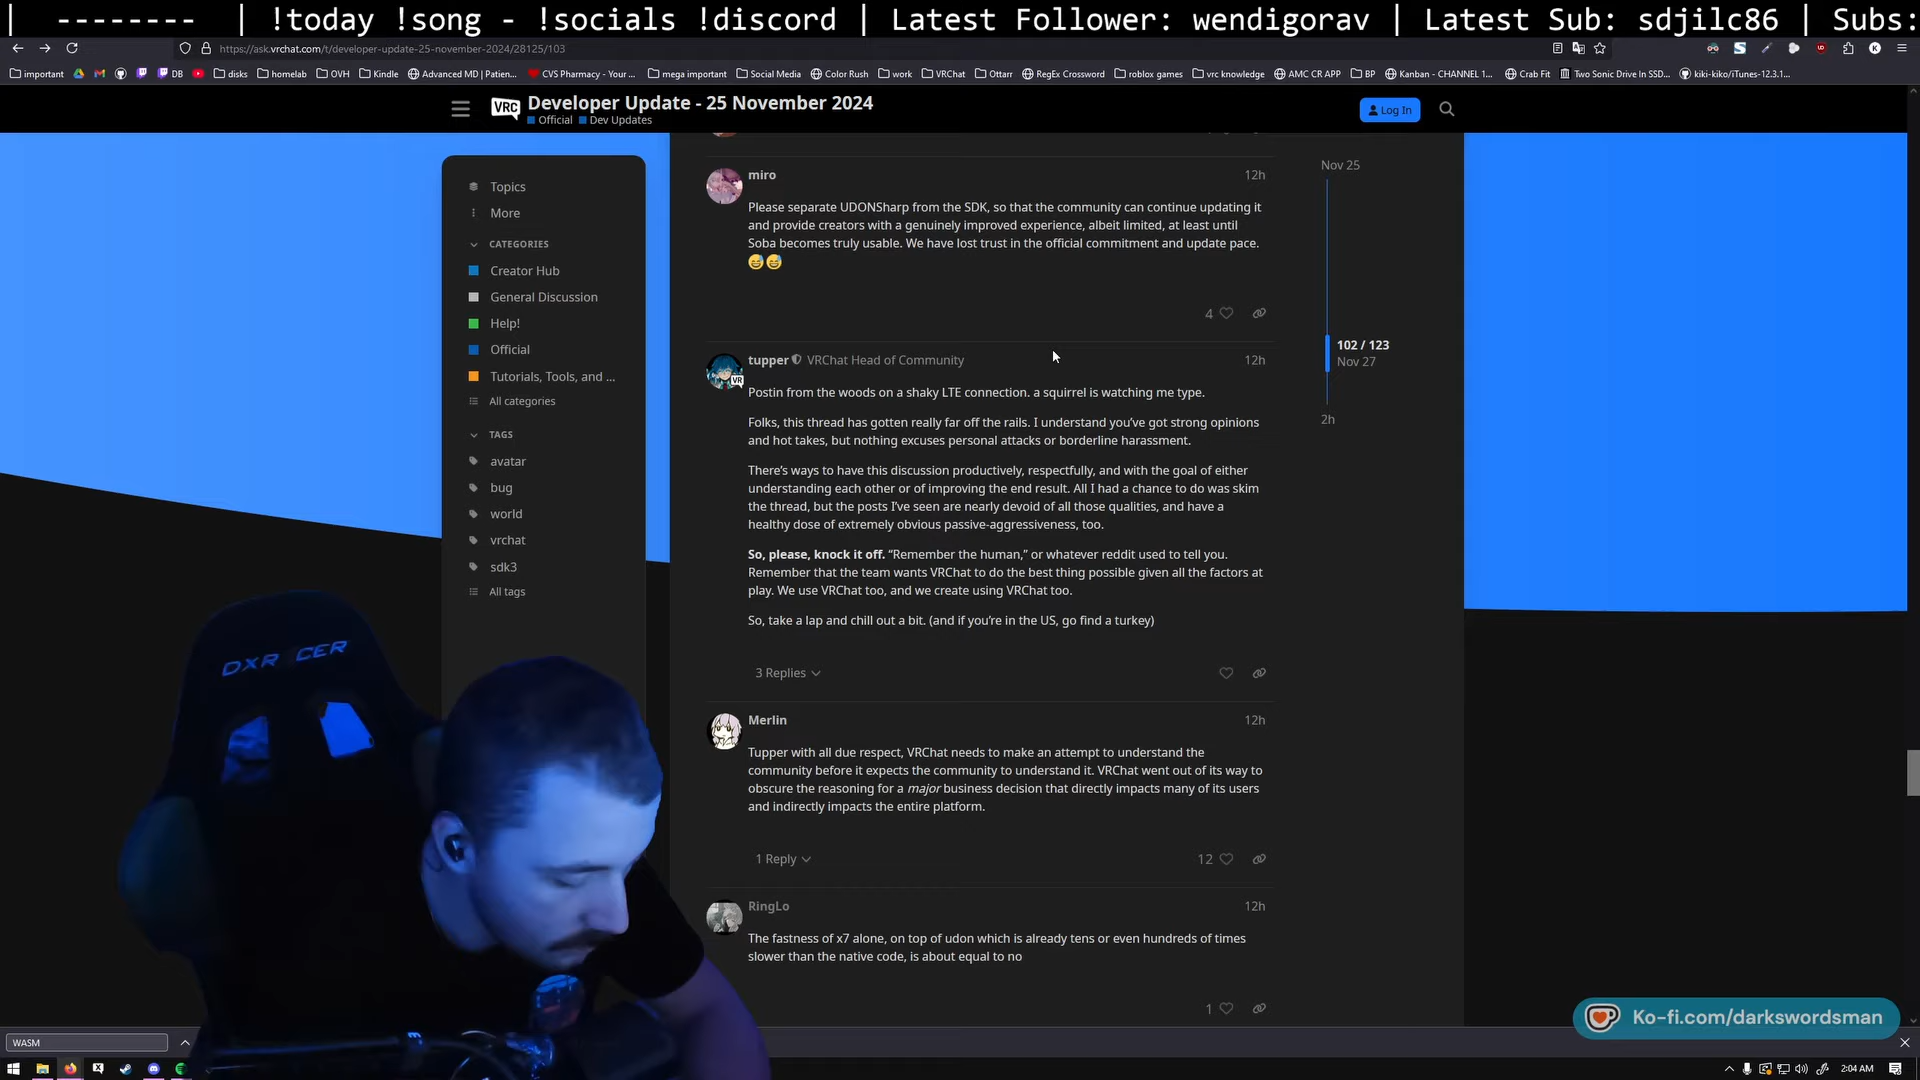 | -------- | !today !song - !socials !discord | Latest Follower: wendigorav | Latest Sub: sdjilc86 | Subs:
https://ask.vrchat.com/t/developer-update-25-november-2024/28125/103
important DB disks homelab OVH Kindle Advanced MD | Patien... CVS Pharmacy - Your ... mega important Social Media Color Rush work VRChat Ottarr RegEx Crossword roblox games vrc knowledge AMC CR APP BP Kanban - CHANNEL 1... Crab Fit Two Sonic Drive In SSD... kiki-kiko/iTunes-12.3.1...
VRC Developer Update - 25 November 2024
Official Dev Updates
Log In
Topics
More
CATEGORIES
Creator Hub
General Discussion
Help!
Official
Tutorials, Tools, and ...
All categories
TAGS
avatar
bug
world
vrchat
sdk3
All tags
miro 12h
Please separate UDONSharp from the SDK, so that the community can continue updating it
and provide creators with a genuinely improved experience, albeit limited, at least until
Soba becomes truly usable. We have lost trust in the official commitment and update pace.
😅😅
4
tupper VRChat Head of Community 12h
Postin from the woods on a shaky LTE connection. a squirrel is watching me type.
Folks, this thread has gotten really far off the rails. I understand you’ve got strong opinions
and hot takes, but nothing excuses personal attacks or borderline harassment.
There’s ways to have this discussion productively, respectfully, and with the goal of either
understanding each other or of improving the end result. All I had a chance to do was skim
the thread, but the posts I’ve seen are nearly devoid of all those qualities, and have a
healthy dose of extremely obvious passive-aggressiveness, too.
So, please, knock it off. “Remember the human,” or whatever reddit used to tell you.
Remember that the team wants VRChat to do the best thing possible given all the factors at
play. We use VRChat too, and we create using VRChat too.
So, take a lap and chill out a bit. (and if you’re in the US, go find a turkey)
3 Replies
Merlin 12h
Tupper with all due respect, VRChat needs to make an attempt to understand the
community before it expects the community to understand it. VRChat went out of its way to
obscure the reasoning for a major business decision that directly impacts many of its users
and indirectly impacts the entire platform.
1 Reply 12
RingLo 12h
The fastness of x7 alone, on top of udon which is already tens or even hundreds of times
slower than the native code, is about equal to no
1
Nov 25
102 / 123
Nov 27
2h
DXR CER
Ko-fi.com/darkswordsman
WASM
2:04 AM